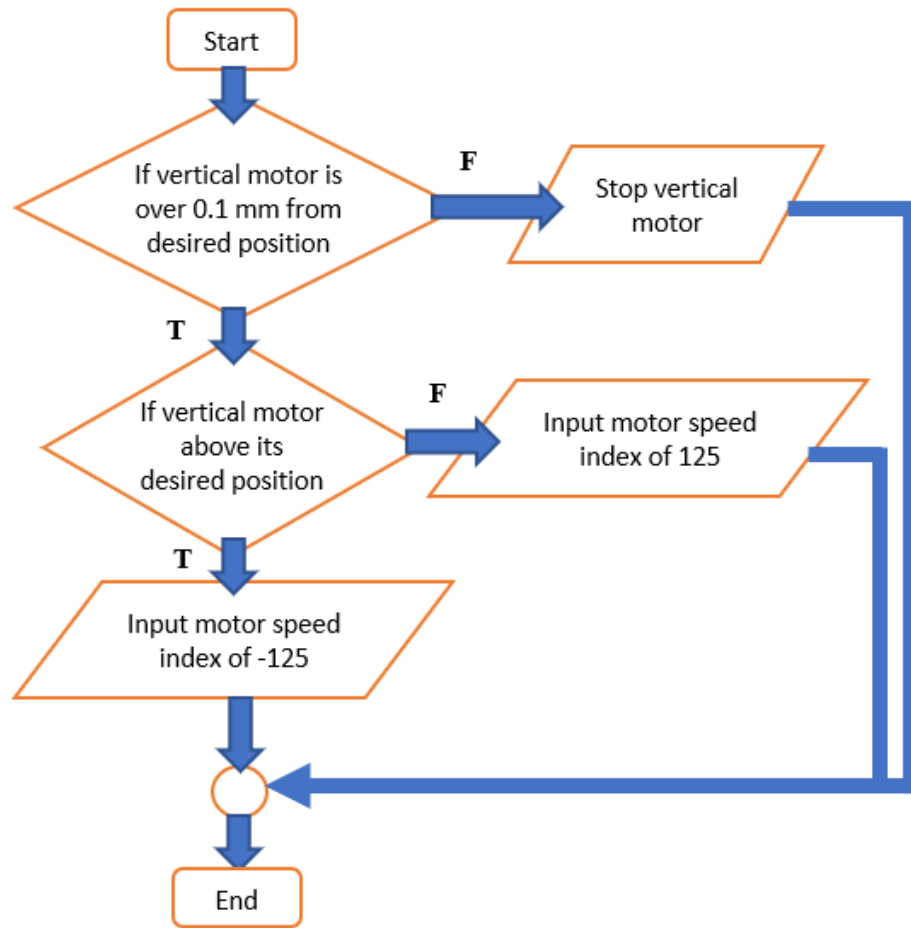 Start
If vertical motor is
over 0.1 mm from
desired position
F
Stop vertical
motor
T
If vertical motor
above its
desired position
F
Input motor speed
index of 125
T
Input motor speed
index of -125
End